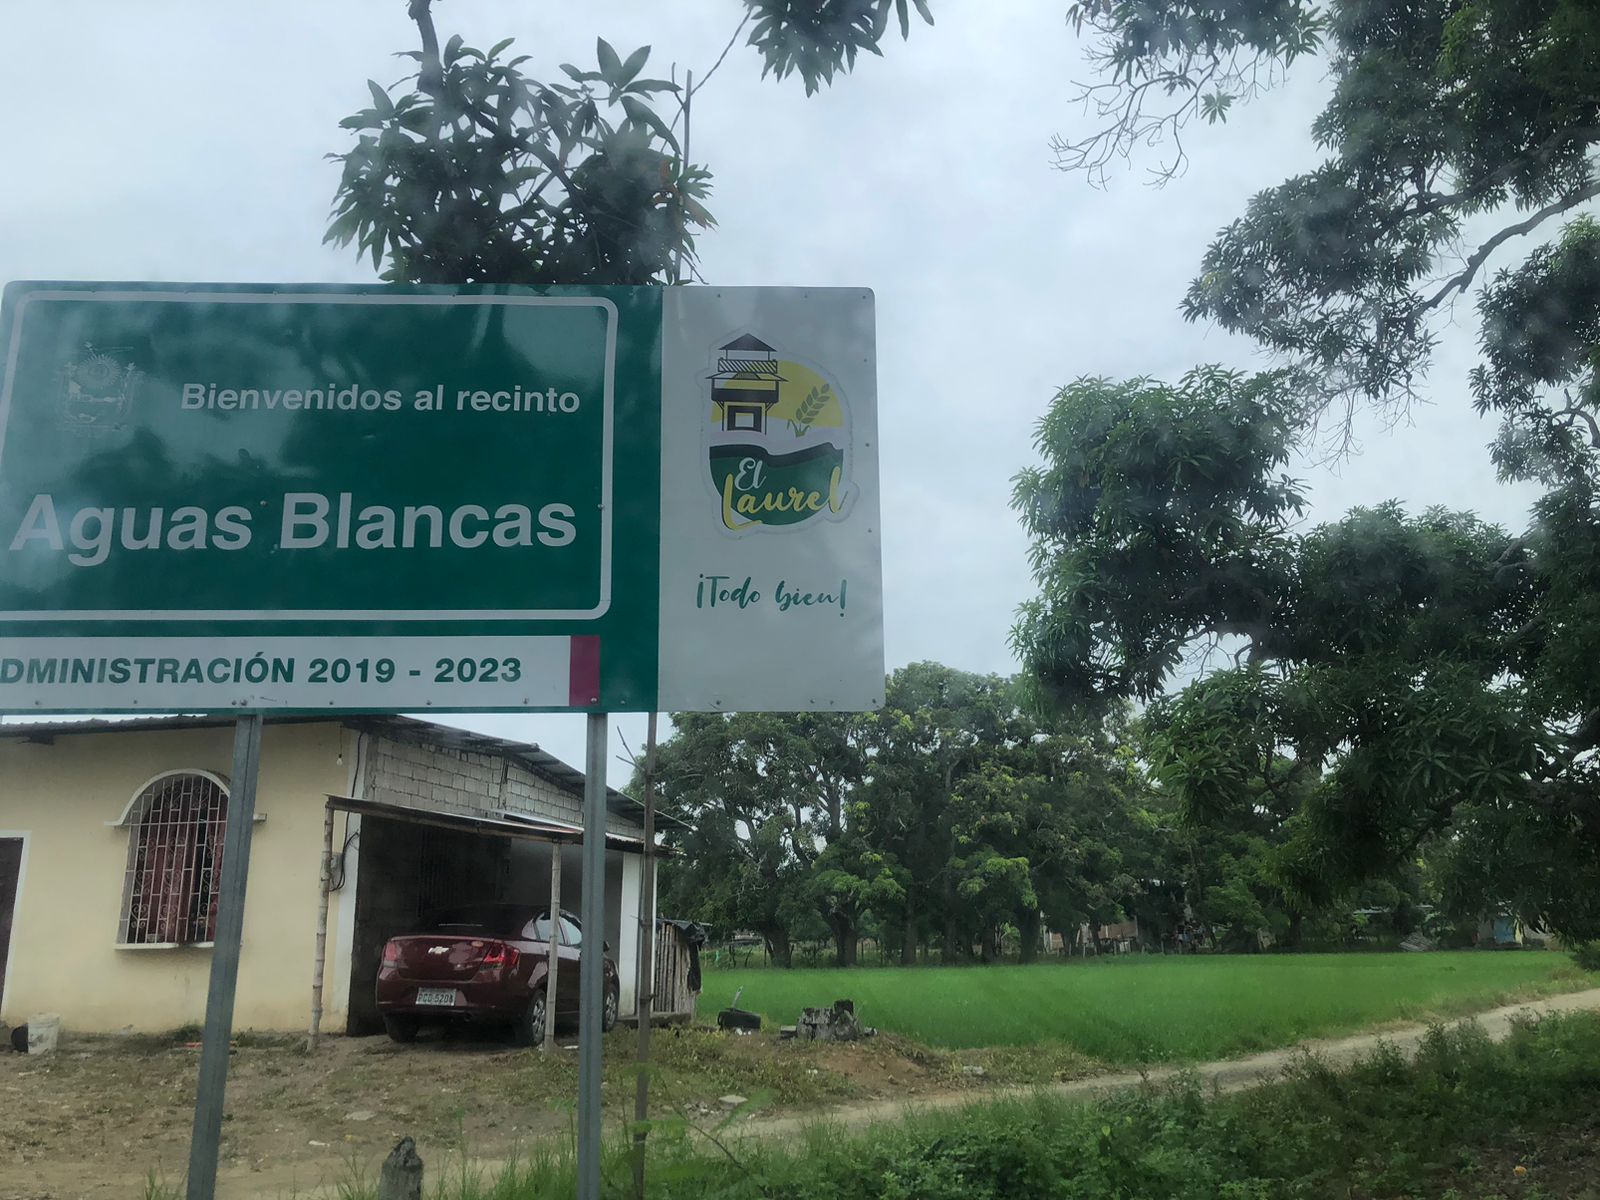 Bienvenidos al recinto
Aguas Blancas
DMINISTRACIÓN 2019 - 2023
El
Laurel
¡Todo bien!